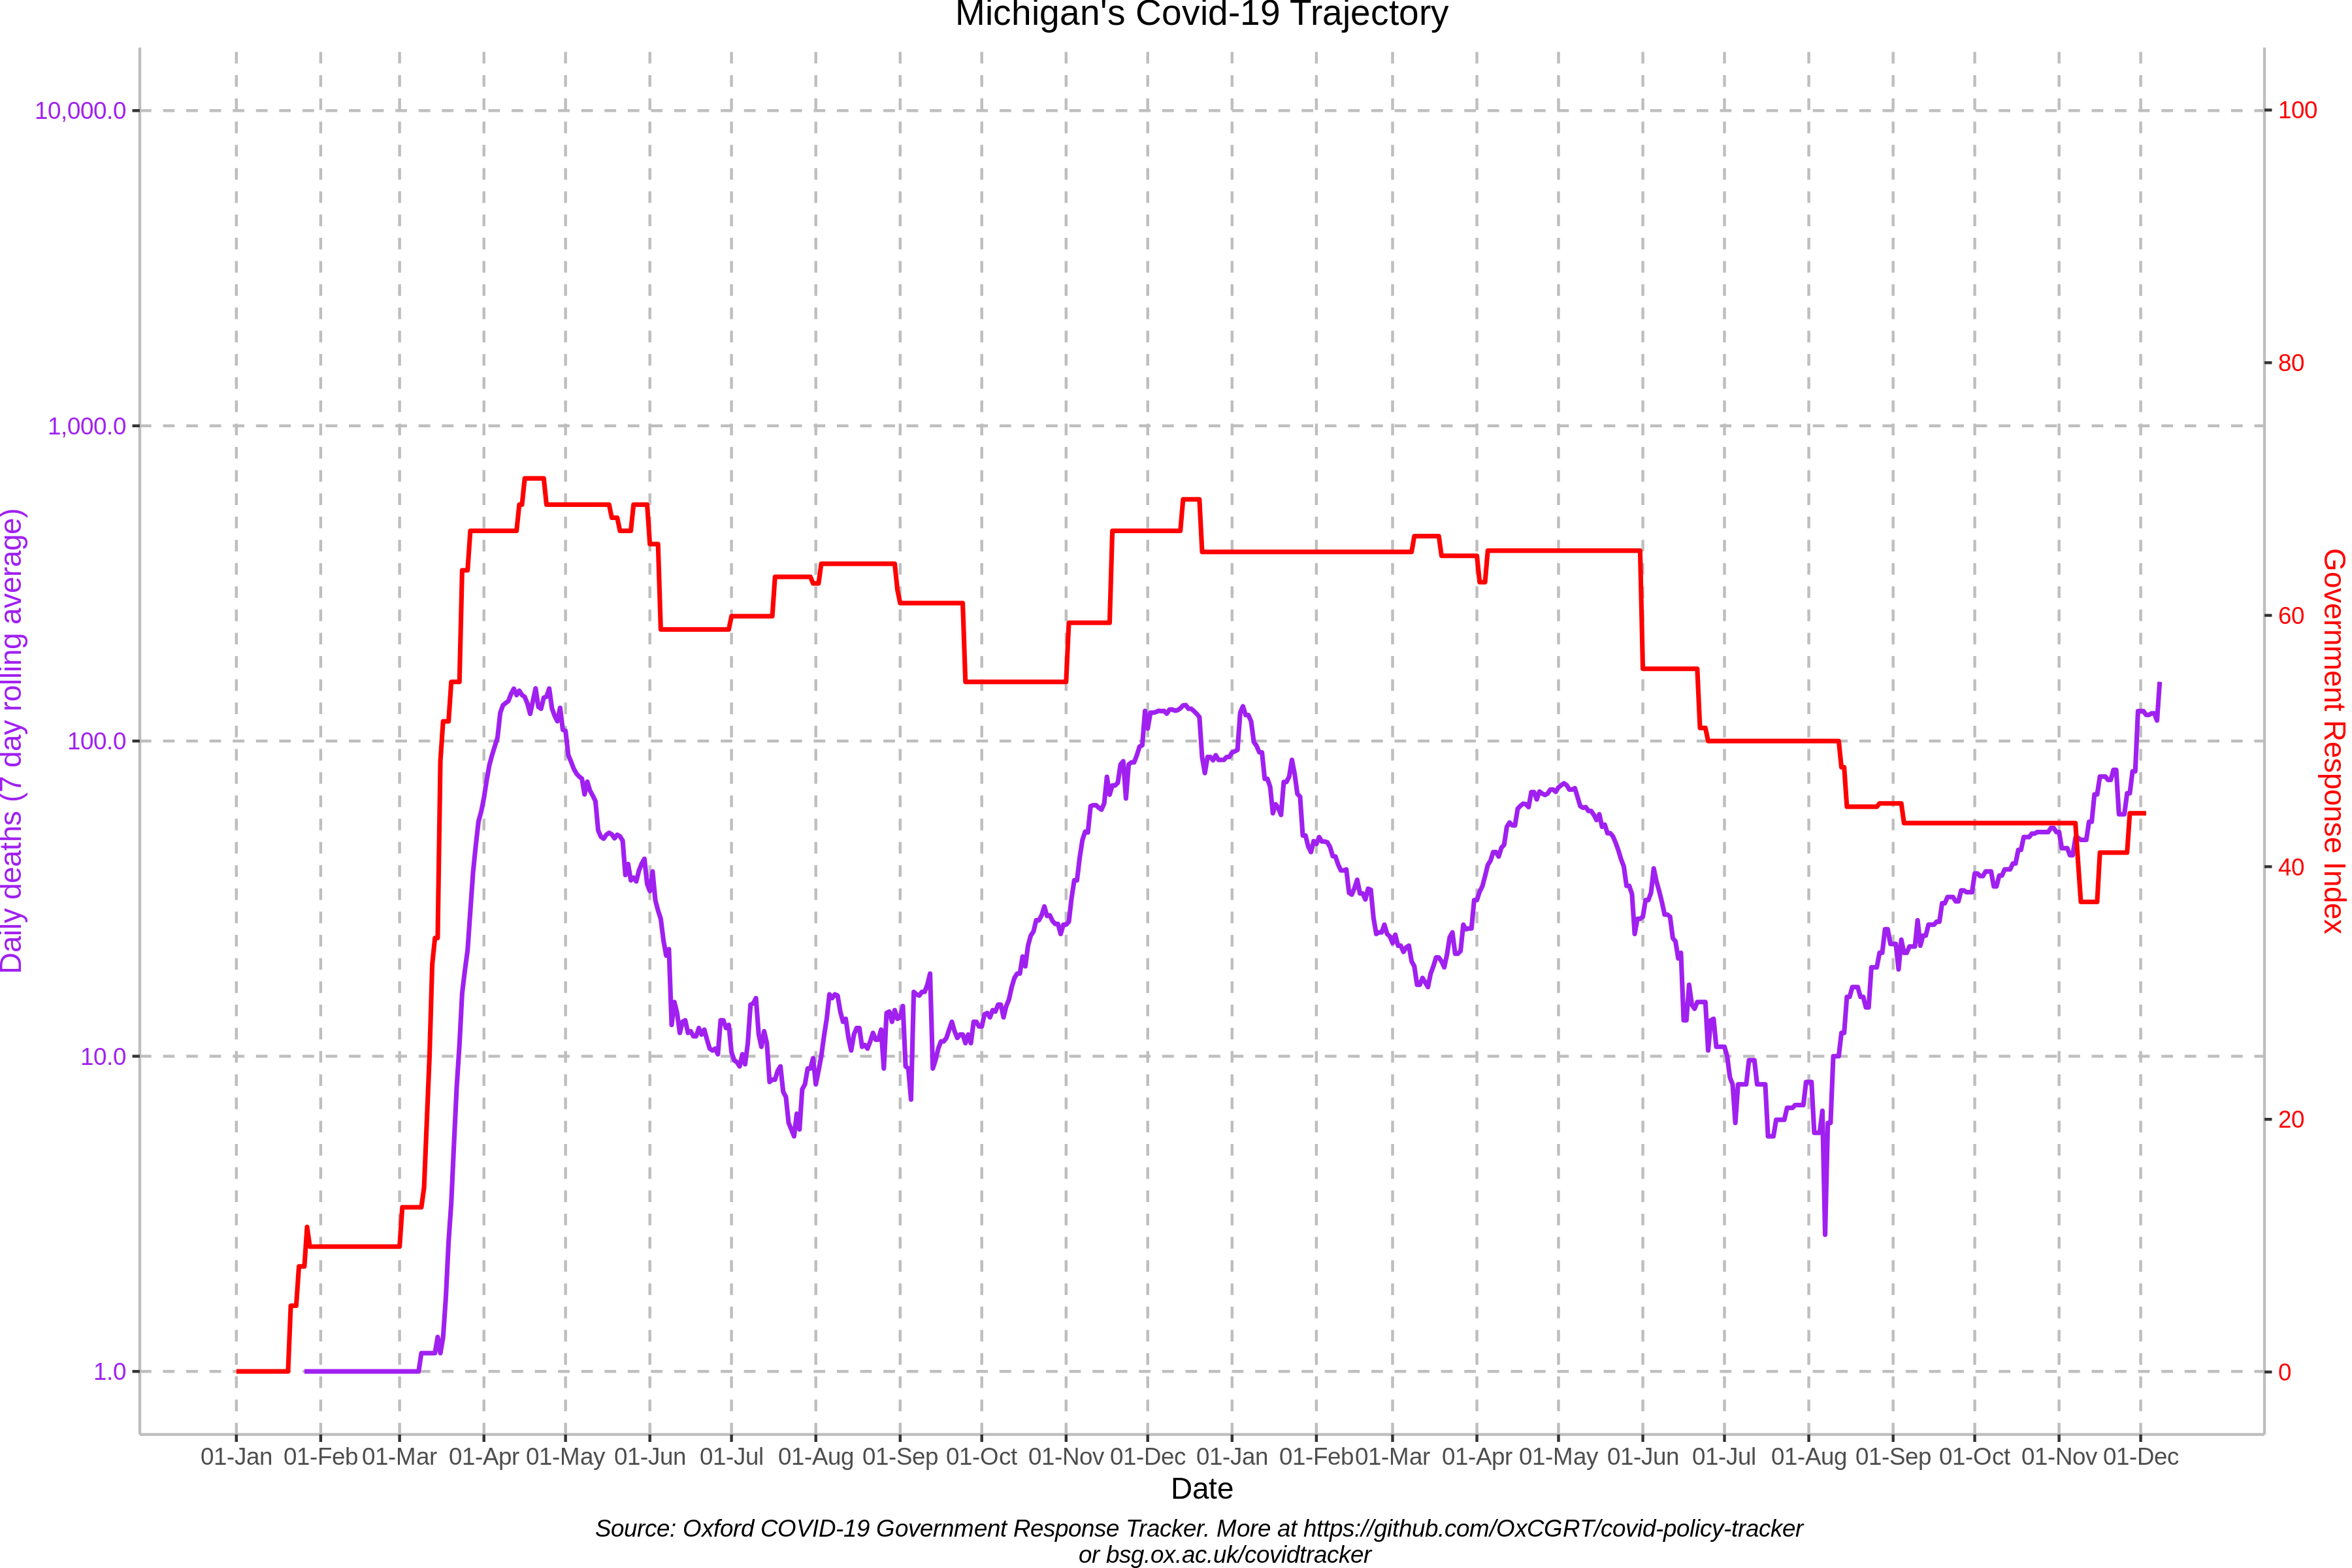 Michigan's Covid-19 Trajectory
10,000.0
1,000.0
100.0
10.0
1.0
Daily deaths (7 day rolling average)
100
80
60
40
20
0
Government Response Index
01-Jan 01-Feb 01-Mar 01-Apr 01-May 01-Jun 01-Jul 01-Aug 01-Sep 01-Oct 01-Nov 01-Dec 01-Jan 01-Feb 01-Mar 01-Apr 01-May 01-Jun 01-Jul 01-Aug 01-Sep 01-Oct 01-Nov 01-Dec
Date
Source: Oxford COVID-19 Government Response Tracker. More at https://github.com/OxCGRT/covid-policy-tracker
or bsg.ox.ac.uk/covidtracker